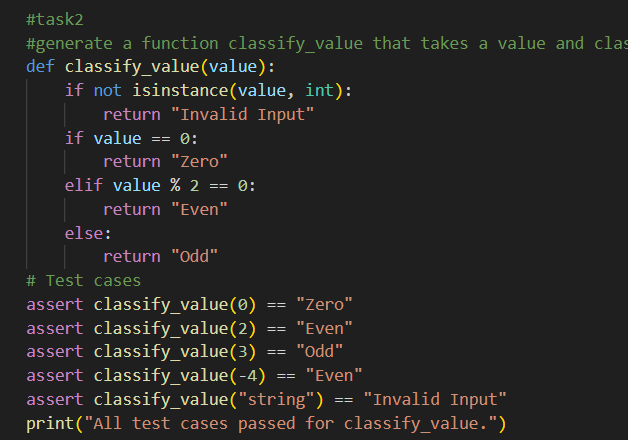 #task2
#generate a function classify_value that takes a value and clas
def classify_value(value):
    if not isinstance(value, int):
        return "Invalid Input"
    if value == 0:
        return "Zero"
    elif value % 2 == 0:
        return "Even"
    else:
        return "Odd"
# Test cases
assert classify_value(0) == "Zero"
assert classify_value(2) == "Even"
assert classify_value(3) == "Odd"
assert classify_value(-4) == "Even"
assert classify_value("string") == "Invalid Input"
print("All test cases passed for classify_value.")